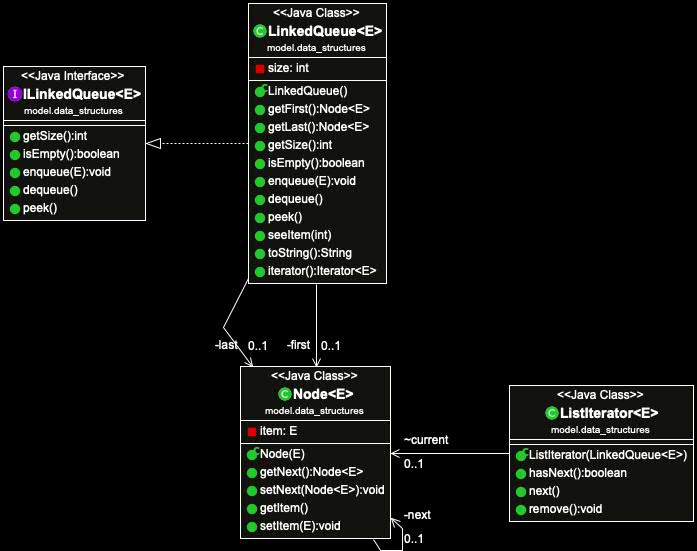 <<Java Class>>
LinkedQueue<E>
model.data_structures
size: int
LinkedQueue()
getFirst():Node<E>
getLast():Node<E>
getSize():int
isEmpty():boolean
enqueue(E):void
dequeue()
peek()
seeItem(int)
toString():String
iterator():Iterator<E>
<<Java Interface>>
I ILinkedQueue<E>
model.data_structures
getSize():int
isEmpty():boolean
enqueue(E):void
dequeue()
peek()
-last 0..1
-first 0..1
<<Java Class>>
C Node<E>
model.data_structures
item: E
Node(E)
getNext():Node<E>
setNext(Node<E>):void
getItem()
setItem(E):void
~current
0..1
-next
0..1
<<Java Class>>
C ListIterator<E>
model.data_structures
ListIterator(LinkedQueue<E>)
hasNext():boolean
next()
remove():void